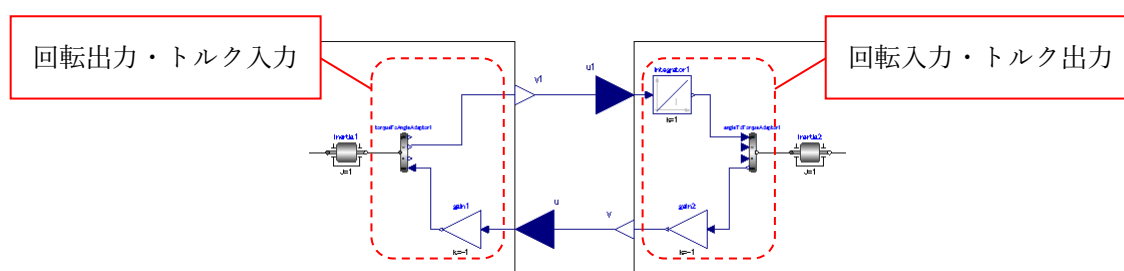 回転出力・トルク入力
回転入力・トルク出力
y1
u1
integrator1
k=1
torqueToAngleAdaptor1
angleToTorqueAdaptor1
inertia1
J=1
inertia2
J=1
gain1
k=-1
u
y
gain2
k=-1